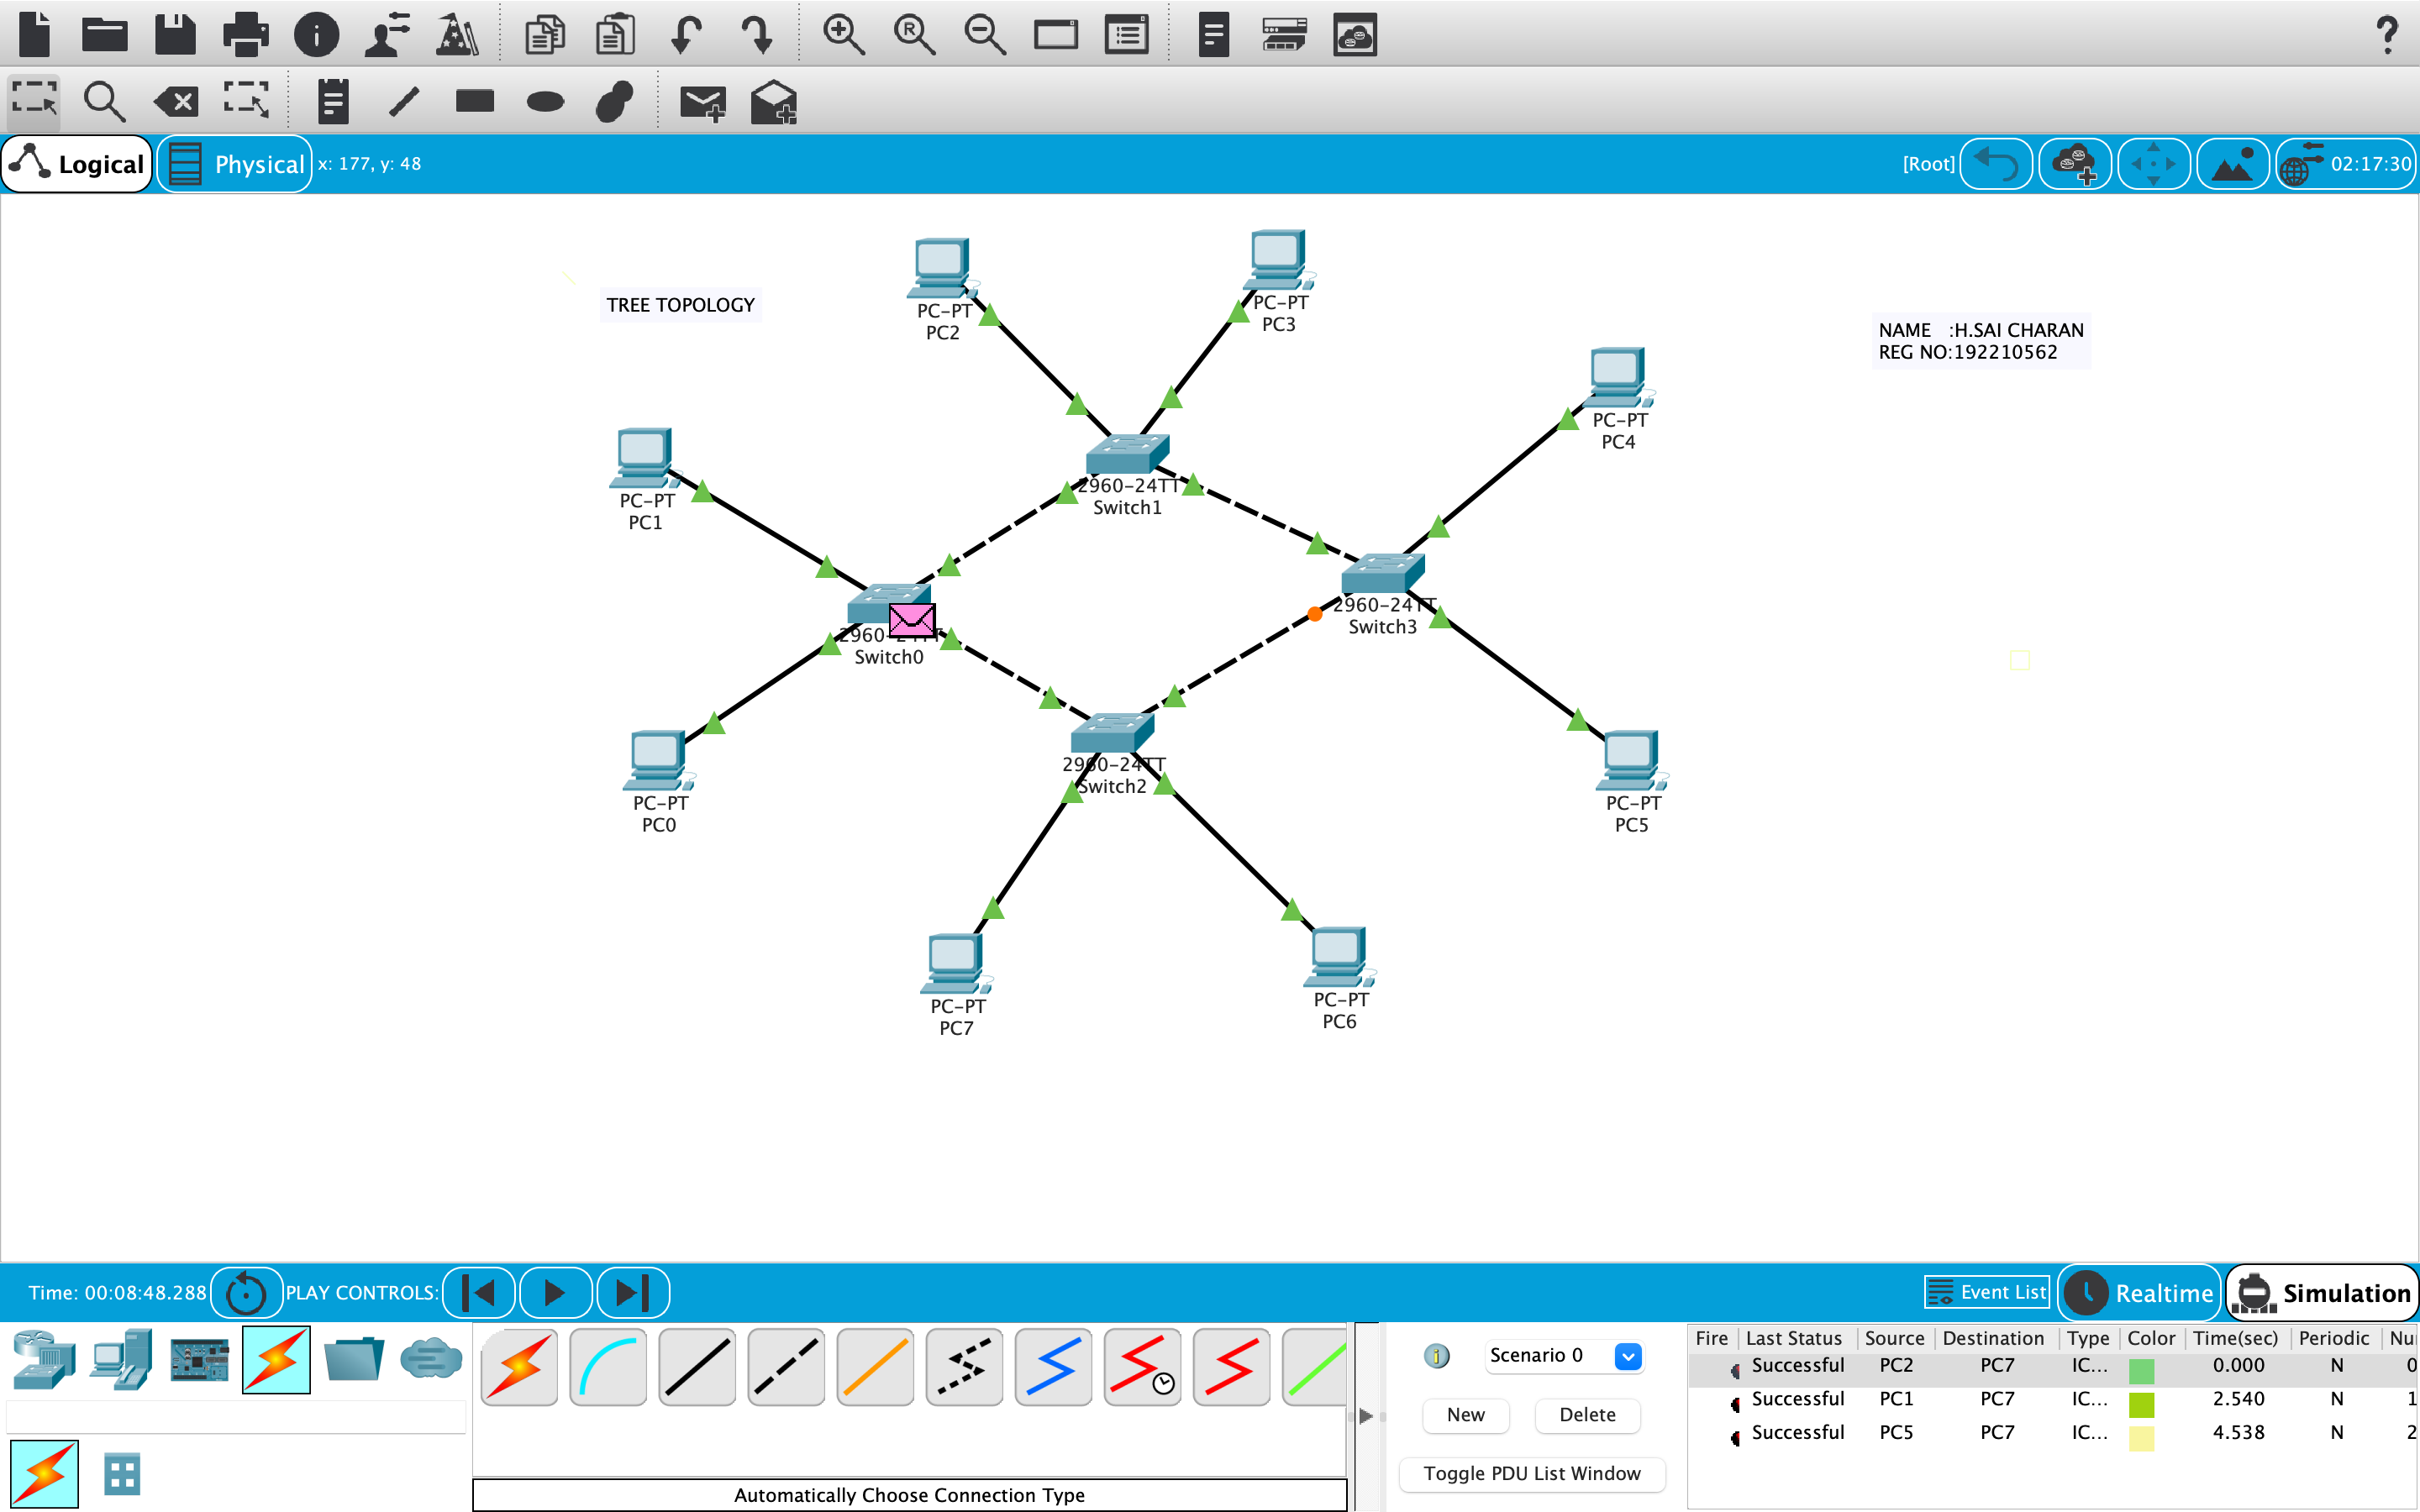 Logical
Physical
x: 177, y: 48
[Root]
02:17:30
TREE TOPOLOGY
PC-PT
PC2
PC-PT
PC3
NAME :H.SAI CHARAN
REG NO:192210562
PC-PT
PC4
PC-PT
PC1
2960-24TT
Switch1
2960-24TT
Switch3
2960-24TT
Switch0
2960-24TT
Switch2
PC-PT
PC0
PC-PT
PC5
PC-PT
PC7
PC-PT
PC6
Time: 00:08:48.288
PLAY CONTROLS:
Event List
Realtime
Simulation
Scenario 0
New
Delete
Toggle PDU List Window
Automatically Choose Connection Type
Fire Last Status Source Destination Type Color Time(sec) Periodic Nu
Successful PC2 PC7 IC... 0.000 N 0
Successful PC1 PC7 IC... 2.540 N 1
Successful PC5 PC7 IC... 4.538 N 2